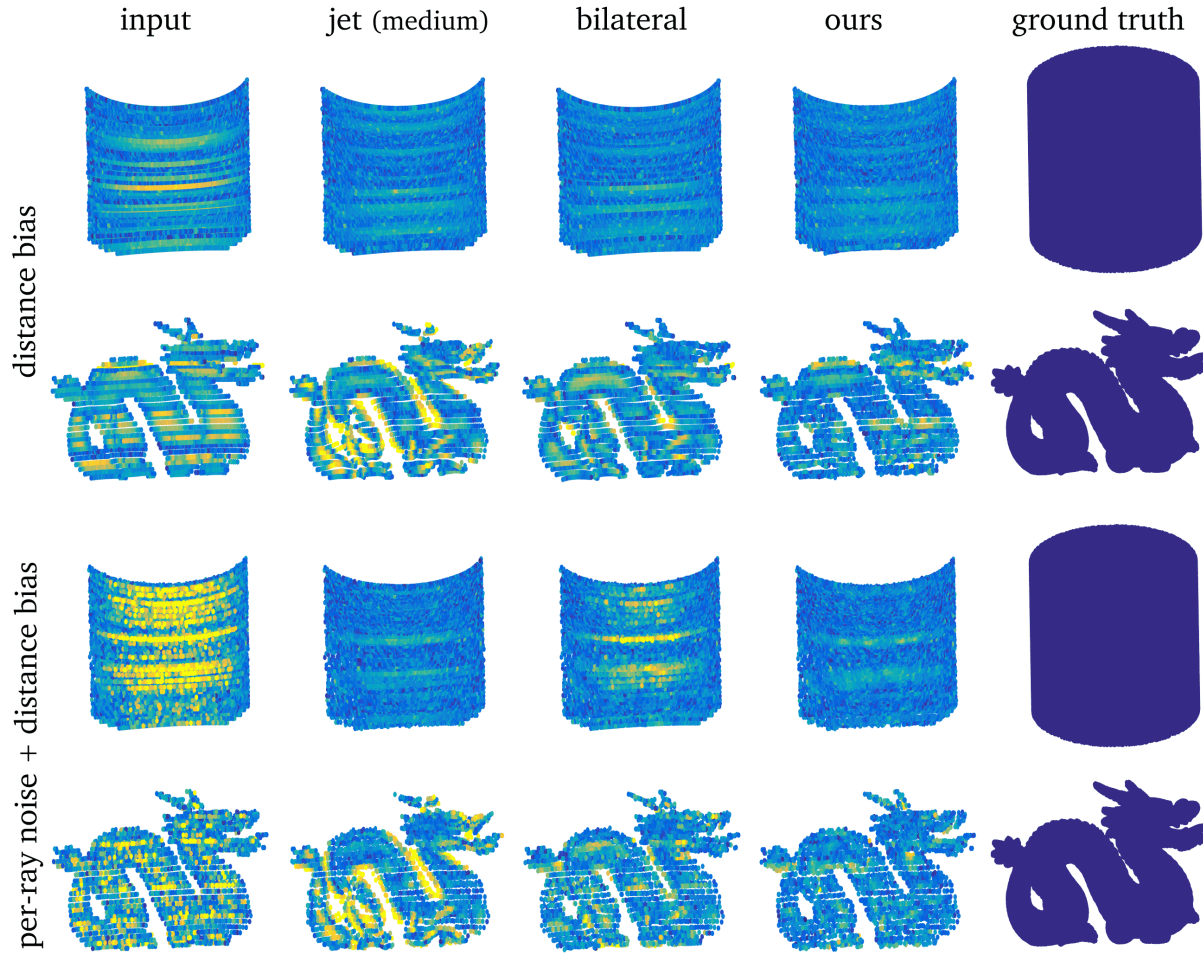 input jet (medium) bilateral ours ground truth
distance bias
per-ray noise + distance bias